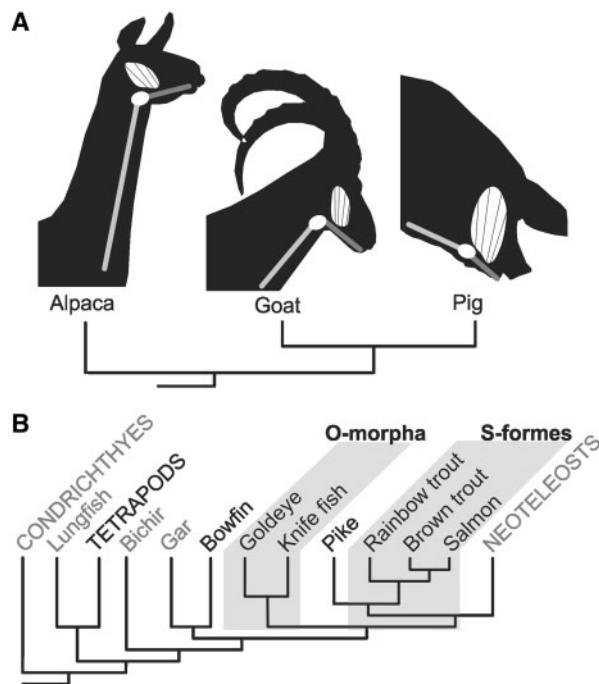 A
Alpaca
Goat
Pig
B
O-morpha
S-formes
CONDRICHTHYES
Lungfish
TETRAPODS
Bichir
Gar
Bowfin
Goldeye
Knife fish
Pike
Rainbow trout
Brown trout
Salmon
NEOTELEOSTS